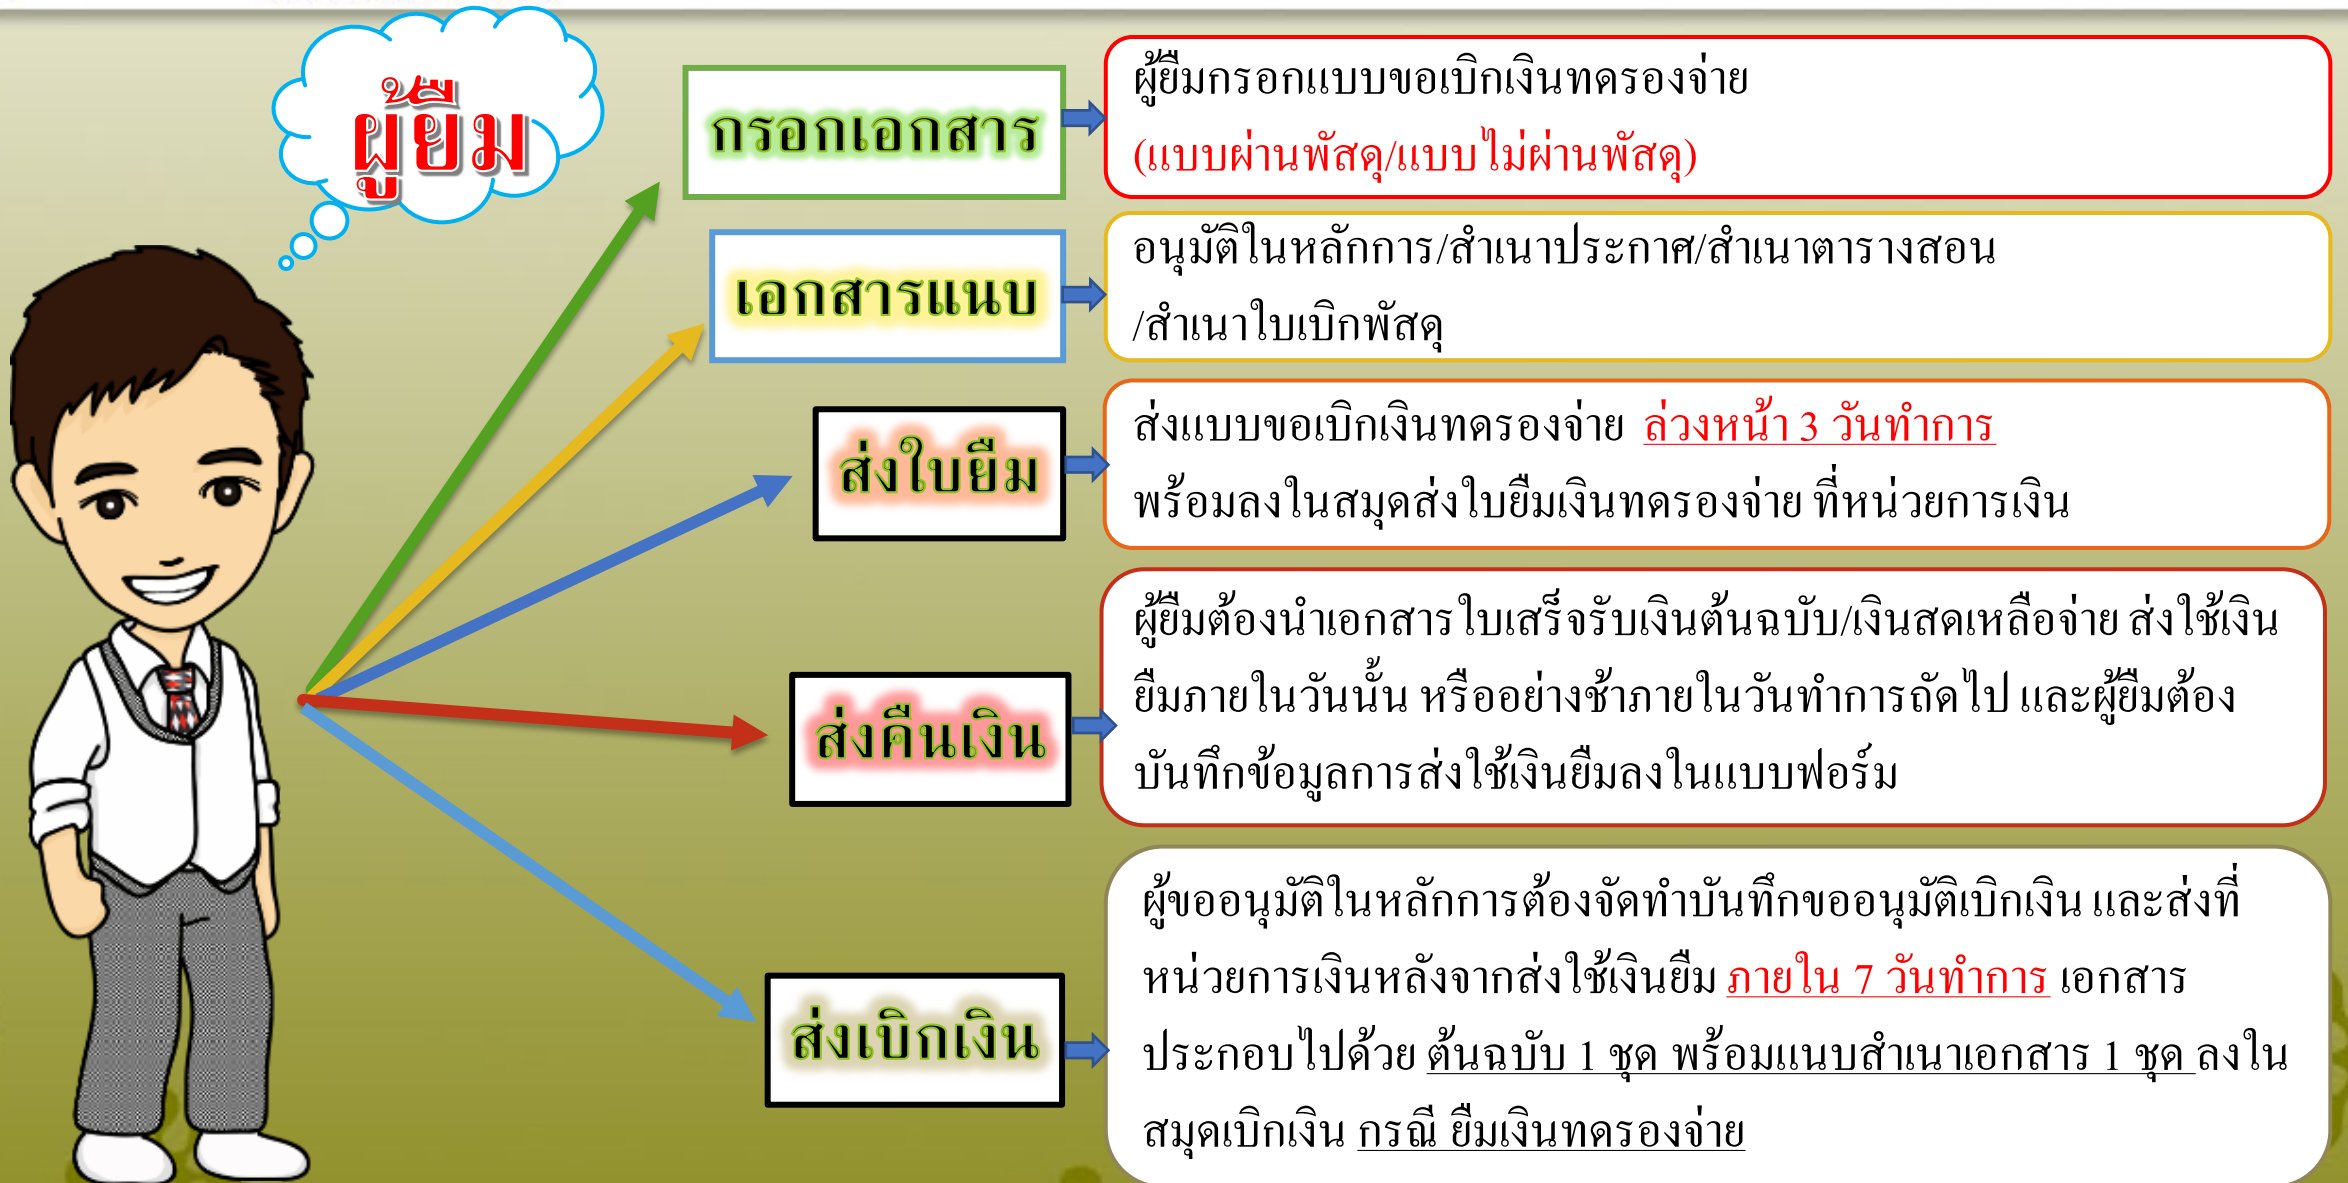 ผู้ยืม
กรอกเอกสาร
ผู้ยืมกรอกแบบขอเบิกเงินทดรองจ่าย
(แบบผ่านพัสดุ/แบบไม่ผ่านพัสดุ)
เอกสารแนบ
อนุมัติในหลักการ/สำเนาประกาศ/สำเนาตารางสอน
/สำเนาใบเบิกพัสดุ
ส่งใบยืม
ส่งแบบขอเบิกเงินทดรองจ่าย ล่วงหน้า 3 วันทำการ
พร้อมลงในสมุดส่งใบยืมเงินทดรองจ่าย ที่หน่วยการเงิน
ส่งคืนเงิน
ผู้ยืมต้องนำเอกสารใบเสร็จรับเงินต้นฉบับ/เงินสดเหลือจ่าย ส่งใช้เงิน
ยืมภายในวันนั้น หรืออย่างช้าภายในวันทำการถัดไป และผู้ยืมต้อง
บันทึกข้อมูลการส่งใช้เงินยืมลงในแบบฟอร์ม
ส่งเบิกเงิน
ผู้ขออนุมัติในหลักการต้องจัดทำบันทึกขออนุมัติเบิกเงิน และส่งที่
หน่วยการเงินหลังจากส่งใช้เงินยืม ภายใน 7 วันทำการ เอกสาร
ประกอบไปด้วย ต้นฉบับ 1 ชุด พร้อมแนบสำเนาเอกสาร 1 ชุด ลงใน
สมุดเบิกเงิน กรณี ยืมเงินทดรองจ่าย